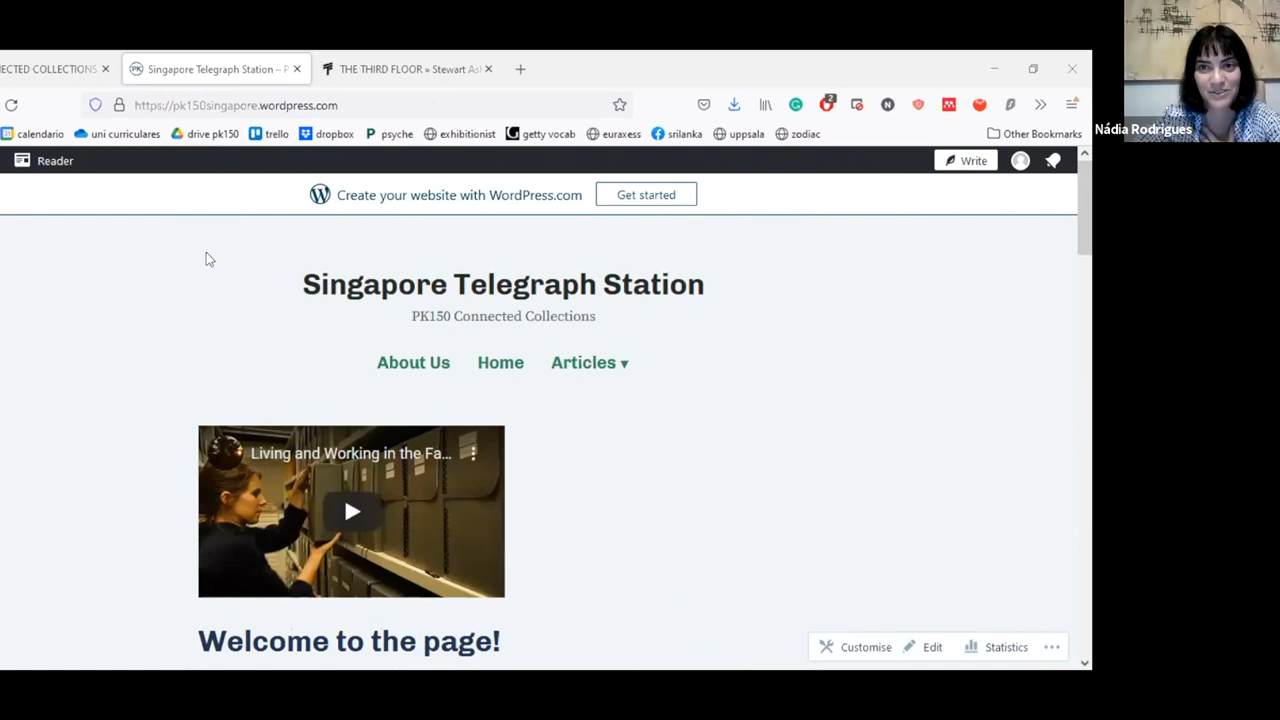 ECTED COLLECTIONS
Singapore Telegraph Station – P
THE THIRD FLOOR » Stewart Ash
https://pk150singapore.wordpress.com
2
calendario uni curriculares drive pk150 trello dropbox psyche exhibitionist getty vocab euraxess srilanka uppsala zodiac Other Bookmarks
Nádia Rodrigues
Reader
Write
Create your website with WordPress.com
Get started
Singapore Telegraph Station
PK150 Connected Collections
About Us Home Articles ▾
Living and Working in the Fa...
Welcome to the page!
Customise Edit Statistics ...